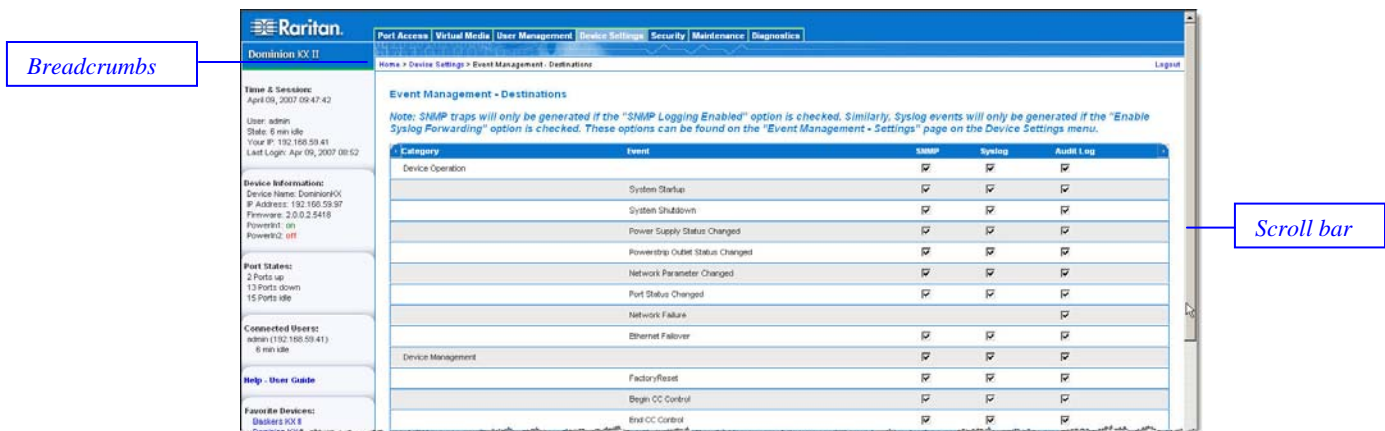 Raritan.
Dominion KX II
Port Access Virtual Media User Management Device Settings Security Maintenance Diagnostics
Home > Device Settings > Event Management - Destinations
Logout
Breadcrumbs
Scroll bar
Time & Session:
April 09, 2007 09:47:42
User: admin
State: 6 min idle
Your IP: 192.168.59.41
Last Login: Apr 09, 2007 08:52
Device Information:
Device Name: DominionKX
IP Address: 192.168.59.97
Firmware: 2.0.0.2.5418
PowerIn1: on
PowerIn2: off
Port States:
2 Ports up
13 Ports down
15 Ports idle
Connected Users:
admin (192.168.59.41)
6 min idle
Help - User Guide
Favorite Devices:
Daskers KX II
Event Management - Destinations
Note: SNMP traps will only be generated if the "SNMP Logging Enabled" option is checked. Similarly, Syslog events will only be generated if the "Enable
Syslog Forwarding" option is checked. These options can be found on the "Event Management - Settings" page on the Device Settings menu.
Category Event SNMP Syslog Audit Log
Device Operation
System Startup
System Shutdown
Power Supply Status Changed
Powerstrip Outlet Status Changed
Network Parameter Changed
Port Status Changed
Network Failure
Ethernet Failover
Device Management
FactoryReset
Begin CC Control
End CC Control